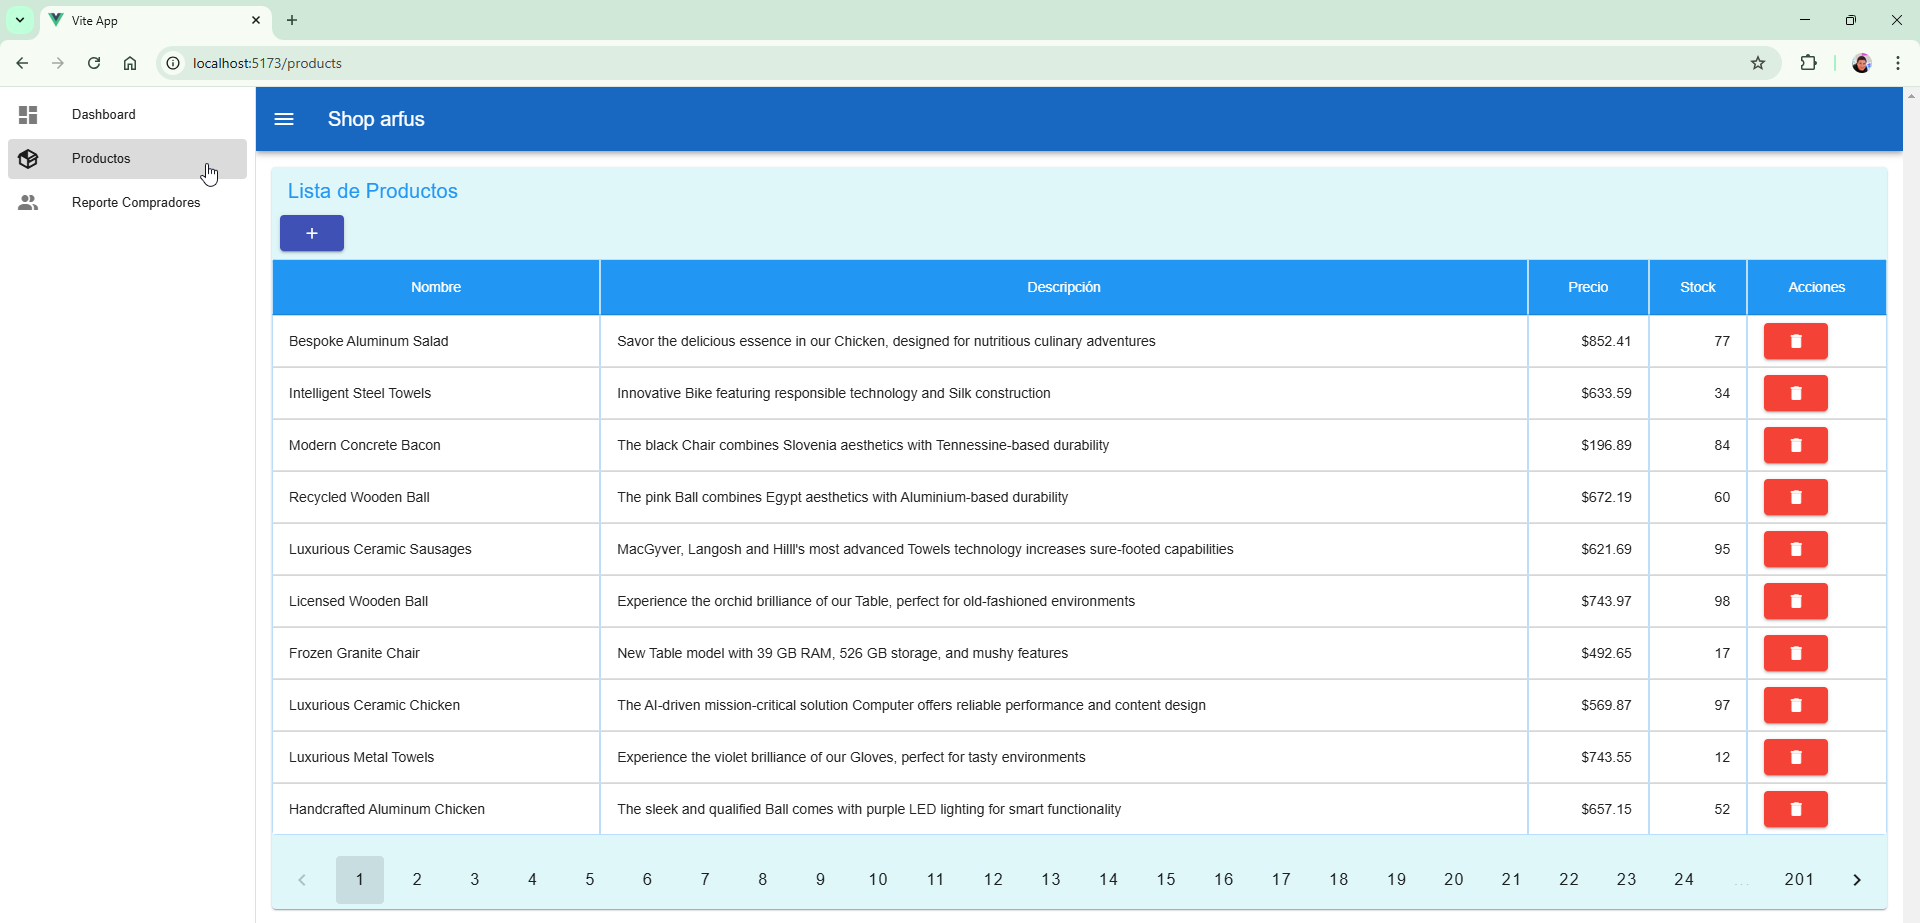 Vite App
localhost:5173/products
Dashboard
Productos
Reporte Compradores
Shop arfus
Lista de Productos
+
Nombre Descripción Precio Stock Acciones
Bespoke Aluminum Salad Savor the delicious essence in our Chicken, designed for nutritious culinary adventures $852.41 77
Intelligent Steel Towels Innovative Bike featuring responsible technology and Silk construction $633.59 34
Modern Concrete Bacon The black Chair combines Slovenia aesthetics with Tennessine-based durability $196.89 84
Recycled Wooden Ball The pink Ball combines Egypt aesthetics with Aluminium-based durability $672.19 60
Luxurious Ceramic Sausages MacGyver, Langosh and Hilll's most advanced Towels technology increases sure-footed capabilities $621.69 95
Licensed Wooden Ball Experience the orchid brilliance of our Table, perfect for old-fashioned environments $743.97 98
Frozen Granite Chair New Table model with 39 GB RAM, 526 GB storage, and mushy features $492.65 17
Luxurious Ceramic Chicken The AI-driven mission-critical solution Computer offers reliable performance and content design $569.87 97
Luxurious Metal Towels Experience the violet brilliance of our Gloves, perfect for tasty environments $743.55 12
Handcrafted Aluminum Chicken The sleek and qualified Ball comes with purple LED lighting for smart functionality $657.15 52
1 2 3 4 5 6 7 8 9 10 11 12 13 14 15 16 17 18 19 20 21 22 23 24 ... 201